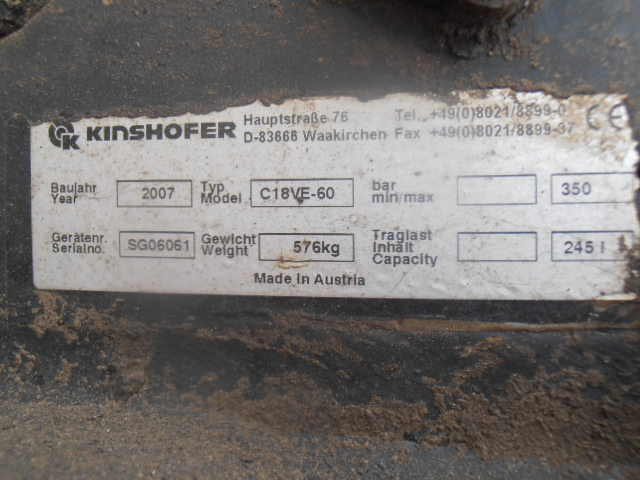 KINSHOFER
Hauptstraße 76 Tel. +49(0)8021/8899-0
D-83666 Waakirchen Fax +49(0)8021/8899-37
CE
Baujahr
Year
2007
Typ
Model
C18VE-60
bar
min/max
350
Gerätenr.
Serialno.
SG06061
Gewicht
Weight
576kg
Traglast
Inhalt
Capacity
245 l
Made in Austria